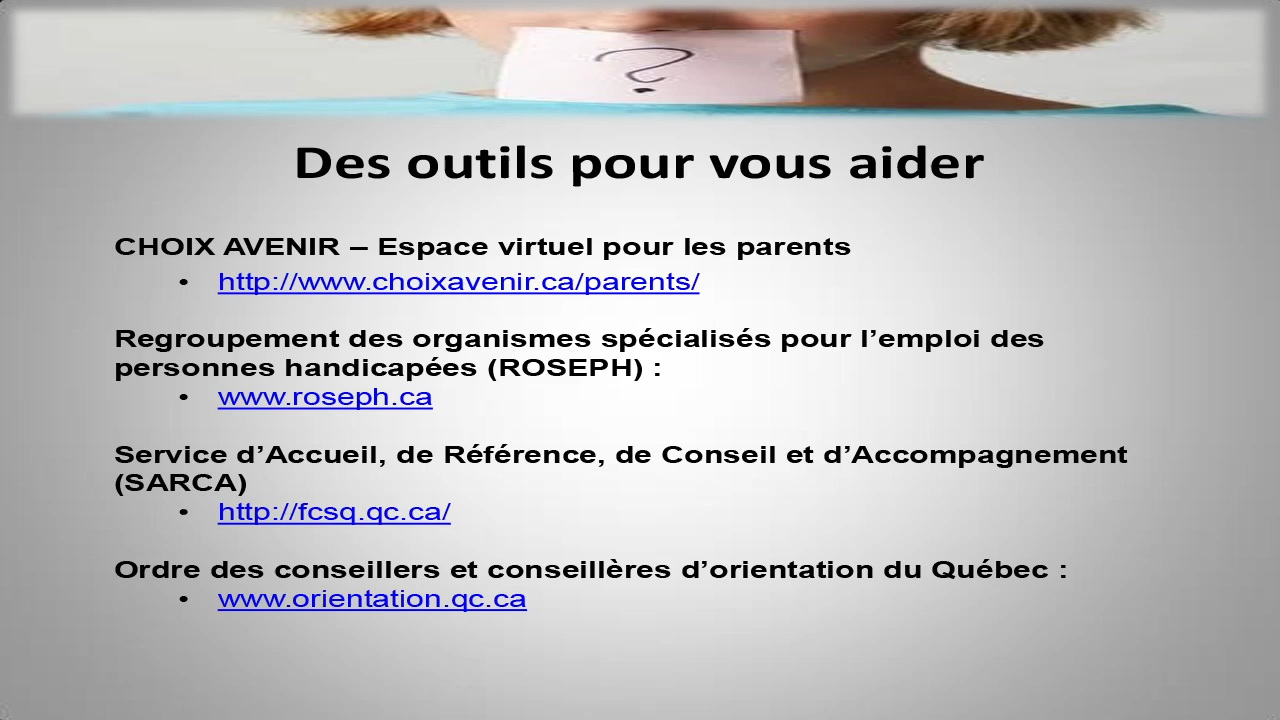 ?
Des outils pour vous aider
CHOIX AVENIR – Espace virtuel pour les parents
• http://www.choixavenir.ca/parents/
Regroupement des organismes spécialisés pour l’emploi des
personnes handicapées (ROSEPH) :
• www.roseph.ca
Service d’Accueil, de Référence, de Conseil et d’Accompagnement
(SARCA)
• http://fcsq.qc.ca/
Ordre des conseillers et conseillères d’orientation du Québec :
• www.orientation.qc.ca